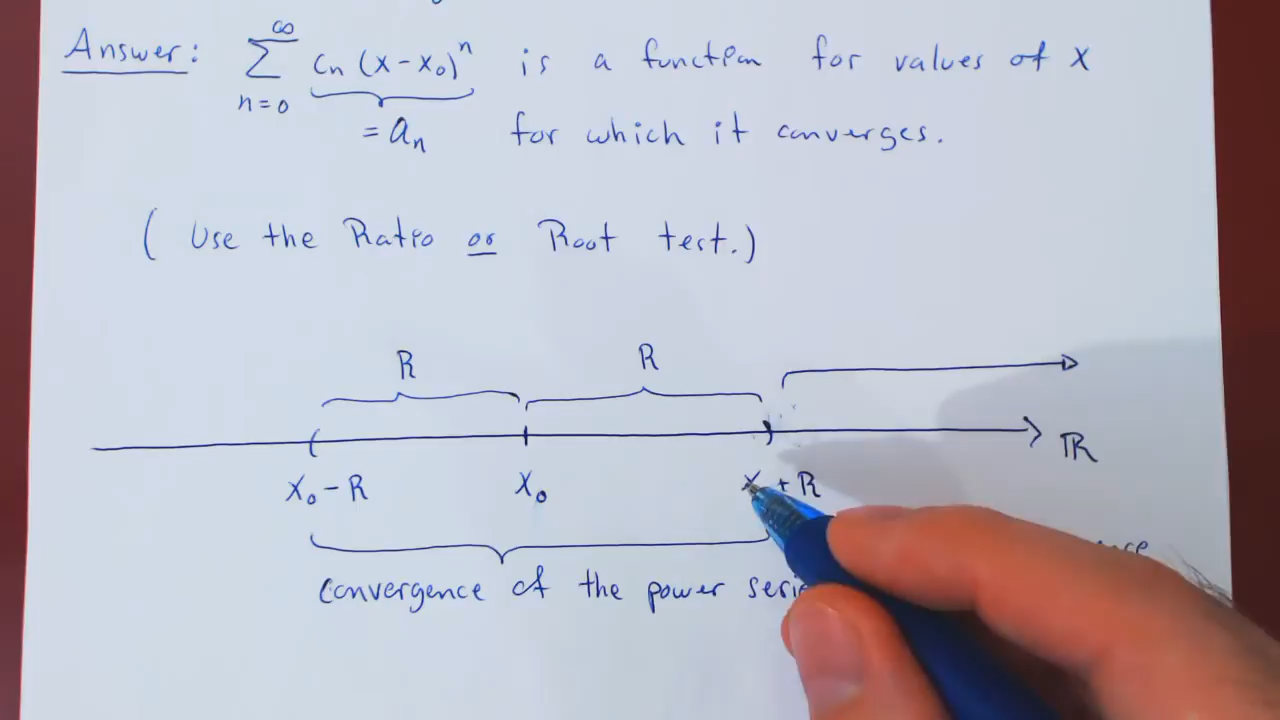 Answer: ∞ ∑ n=0 cn (x-x0)^n is a function for values of x
= an for which it converges.
( Use the Ratio or Root test.)
R R
ℝ
x0 - R x0 + R
Convergence of the power